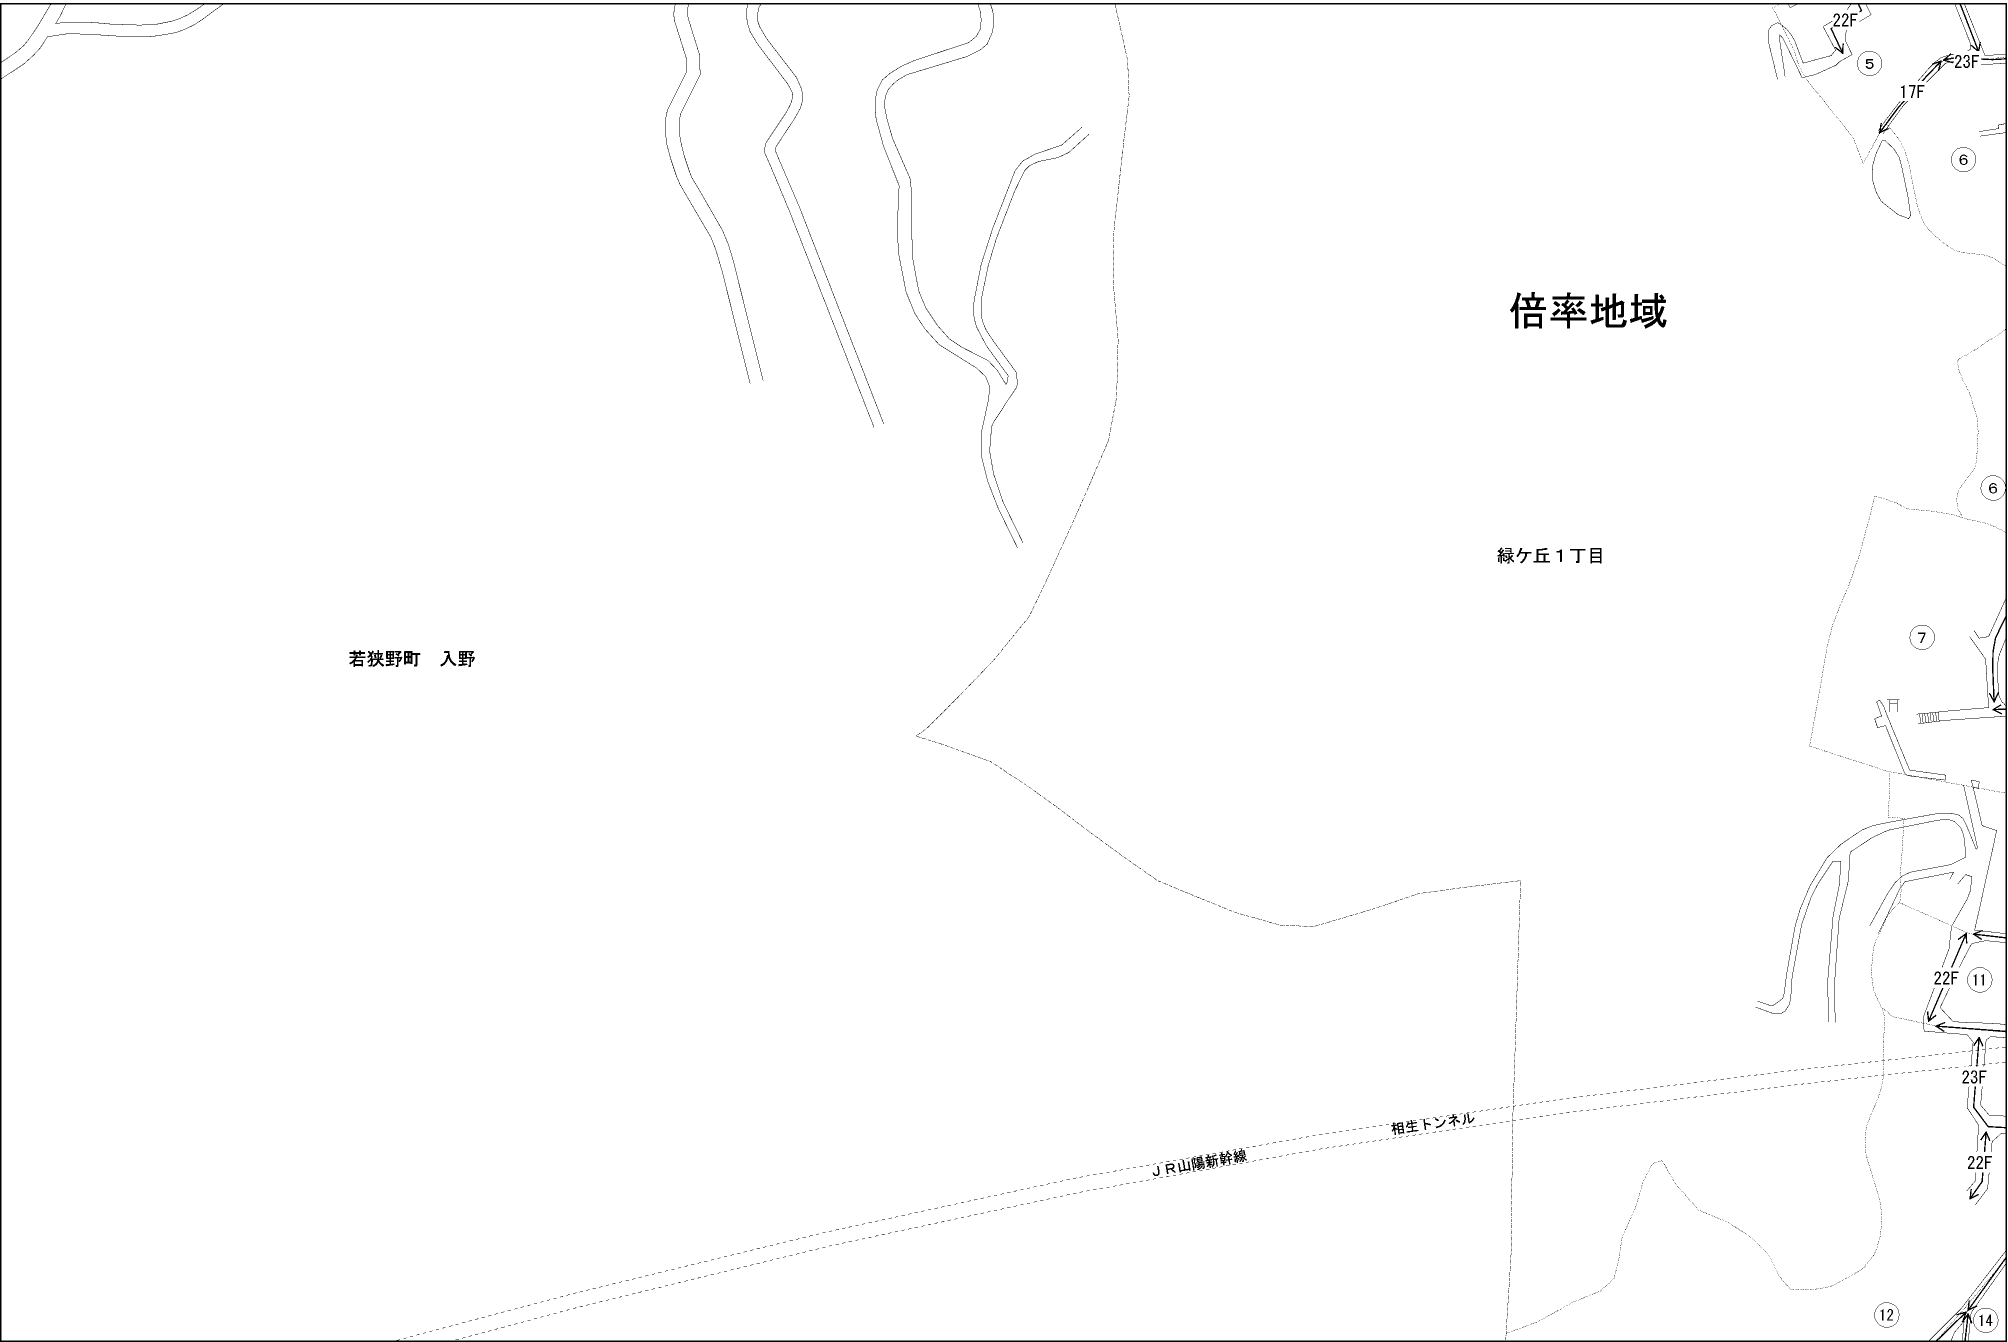 22F
23F
⑤
17F
⑥
倍率地域
⑥
緑ケ丘１丁目
⑦
若狭野町　入野
22F
⑪
23F
相生トンネル
ＪＲ山陽新幹線
22F
⑫
⑭